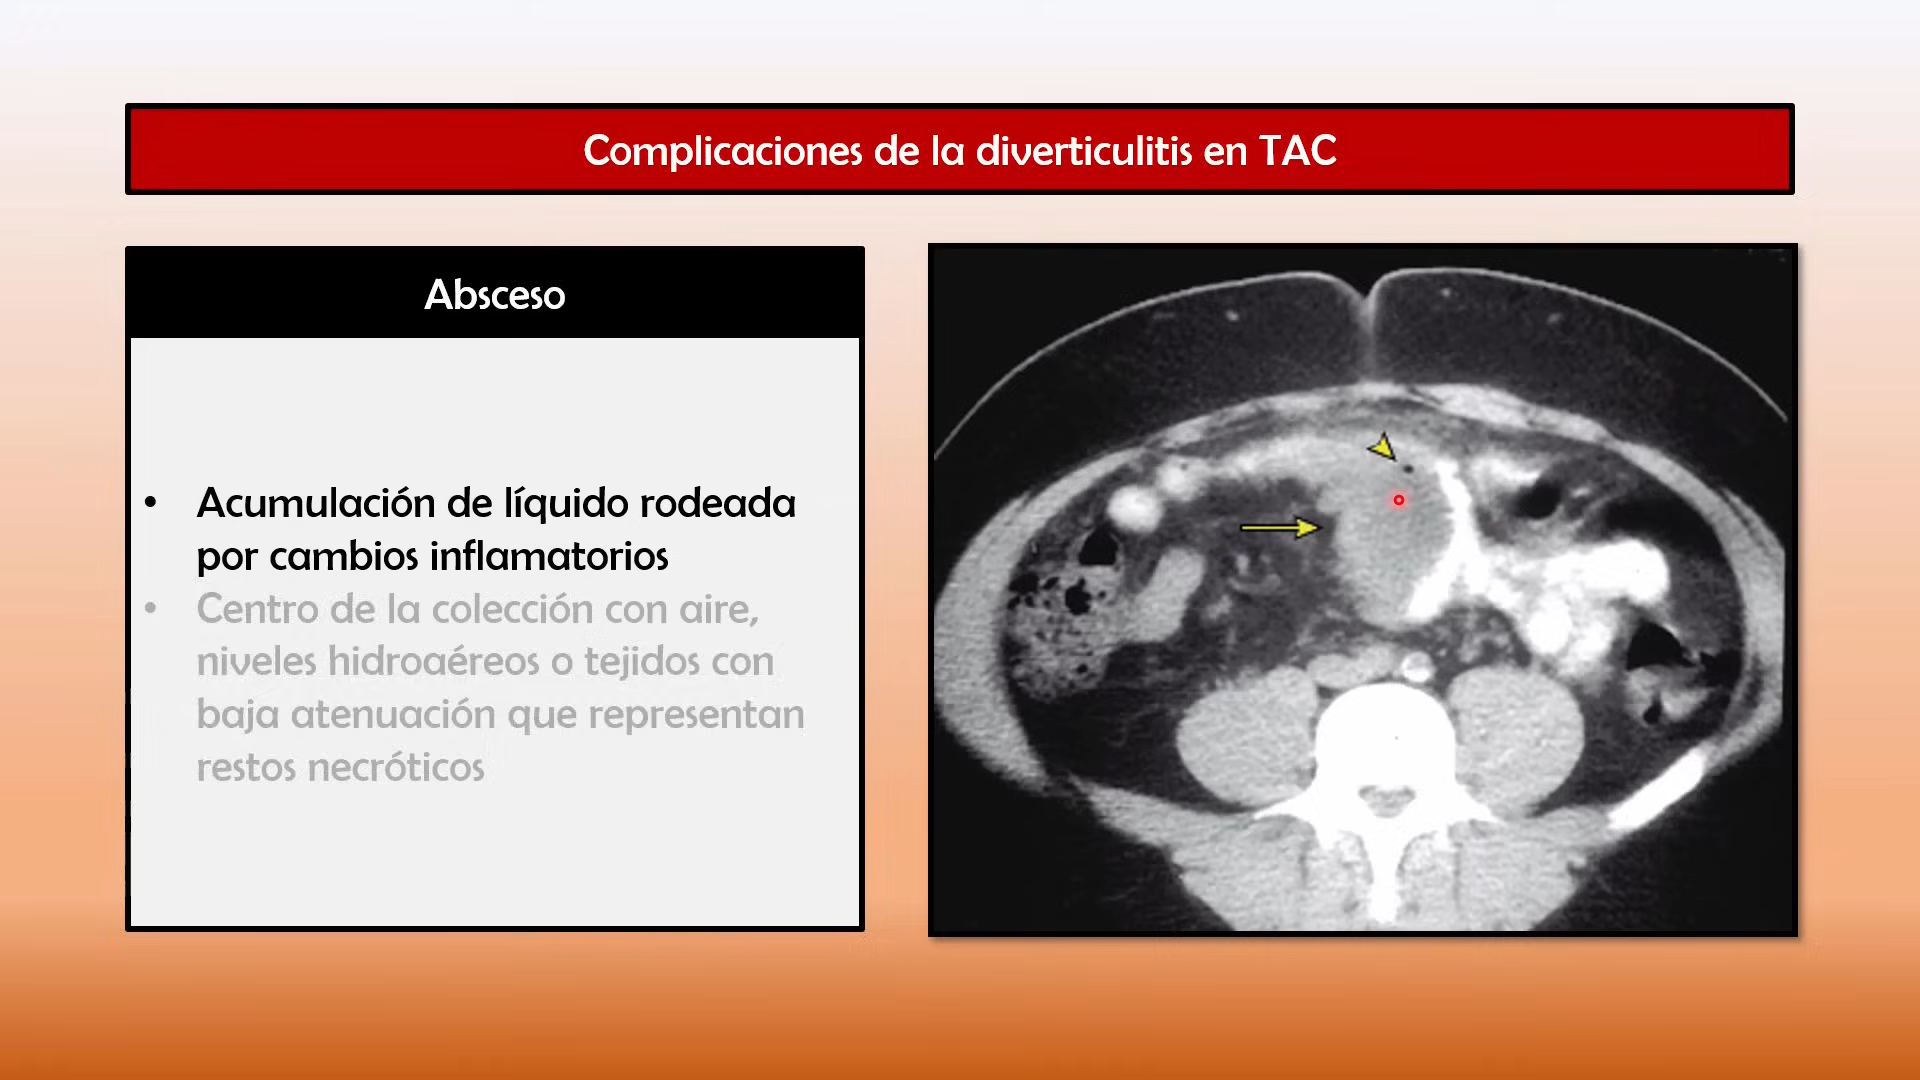 Complicaciones de la diverticulitis en TAC
Absceso
• Acumulación de líquido rodeada
por cambios inflamatorios
• Centro de la colección con aire,
niveles hidroaéreos o tejidos con
baja atenuación que representan
restos necróticos